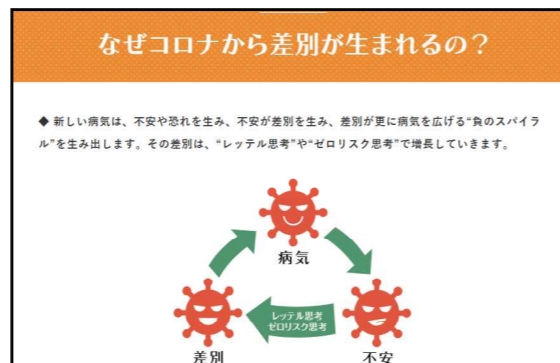 なぜコロナから差別が生まれるの？
◆ 新しい病気は、不安や恐れを生み、不安が差別を生み、差別が更に病気を広げる“負のスパイラ
ル”を生み出します。その差別は、“レッテル思考”や“ゼロリスク思考”で増長していきます。
病気
レッテル思考
ゼロリスク思考
差別
不安